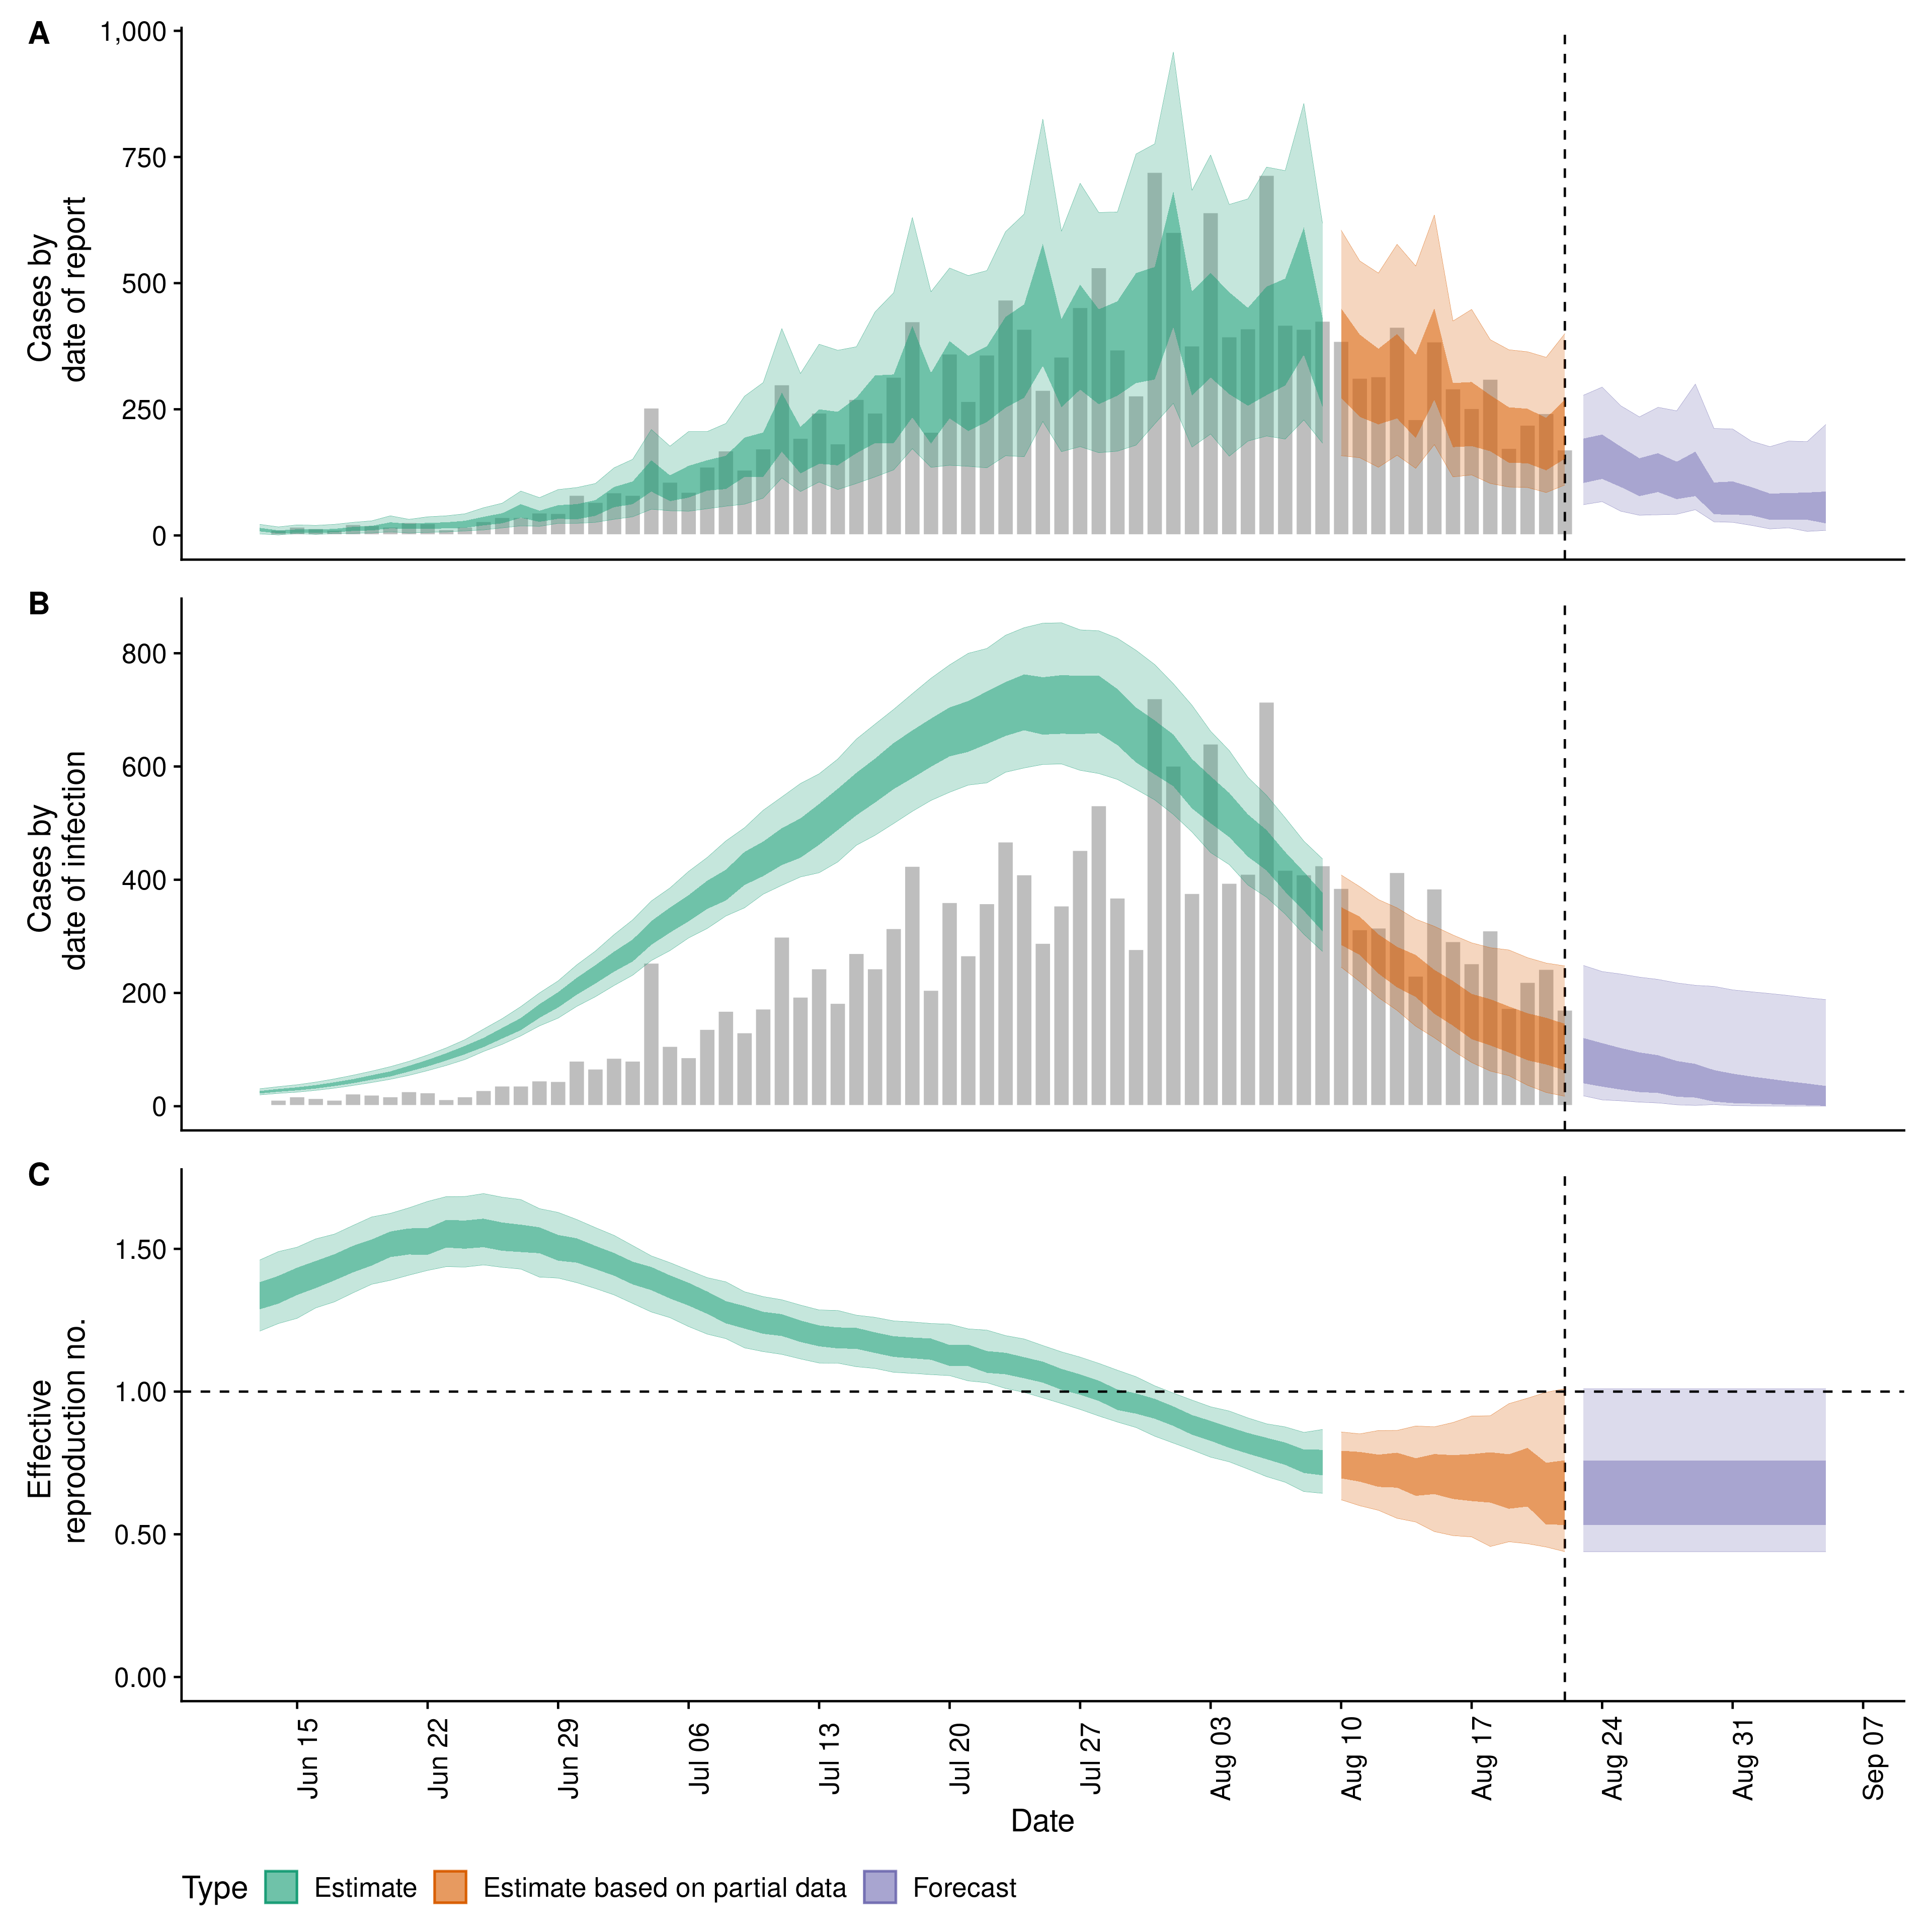 A
Cases by
date of report
1,000
750
500
250
0
B
Cases by
date of infection
800
600
400
200
0
C
Effective
reproduction no.
1.50
1.00
0.50
0.00
Jun 15
Jun 22
Jun 29
Jul 06
Jul 13
Jul 20
Jul 27
Aug 03
Aug 10
Aug 17
Aug 24
Aug 31
Sep 07
Date
Type Estimate Estimate based on partial data Forecast